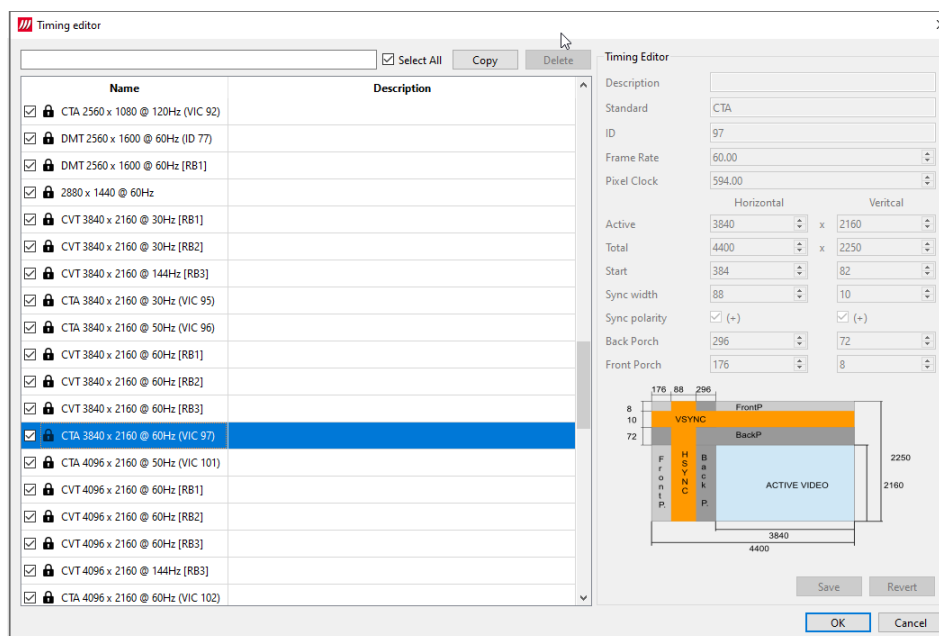 Timing editor
Select All Copy Delete
Name Description
CTA 2560 x 1080 @ 120Hz (VIC 92)
DMT 2560 x 1600 @ 60Hz (ID 77)
DMT 2560 x 1600 @ 60Hz [RB1]
2880 x 1440 @ 60Hz
CVT 3840 x 2160 @ 30Hz [RB1]
CVT 3840 x 2160 @ 30Hz [RB2]
CVT 3840 x 2160 @ 144Hz [RB3]
CTA 3840 x 2160 @ 30Hz (VIC 95)
CTA 3840 x 2160 @ 50Hz (VIC 96)
CVT 3840 x 2160 @ 60Hz [RB1]
CVT 3840 x 2160 @ 60Hz [RB2]
CVT 3840 x 2160 @ 60Hz [RB3]
CTA 3840 x 2160 @ 60Hz (VIC 97)
CTA 4096 x 2160 @ 50Hz (VIC 101)
CVT 4096 x 2160 @ 60Hz [RB1]
CVT 4096 x 2160 @ 60Hz [RB2]
CVT 4096 x 2160 @ 60Hz [RB3]
CVT 4096 x 2160 @ 144Hz [RB3]
CTA 4096 x 2160 @ 60Hz (VIC 102)
Timing Editor
Description
Standard CTA
ID 97
Frame Rate 60.00
Pixel Clock 594.00
Horizontal Veritcal
Active 3840 x 2160
Total 4400 x 2250
Start 384 82
Sync width 88 10
Sync polarity (+) (+)
Back Porch 296 72
Front Porch 176 8
176 88 296
8 FrontP
10 VSYNC
72 BackP
Front P.
HSYNC
Back P.
ACTIVE VIDEO
2250
2160
3840
4400
Save Revert
OK Cancel